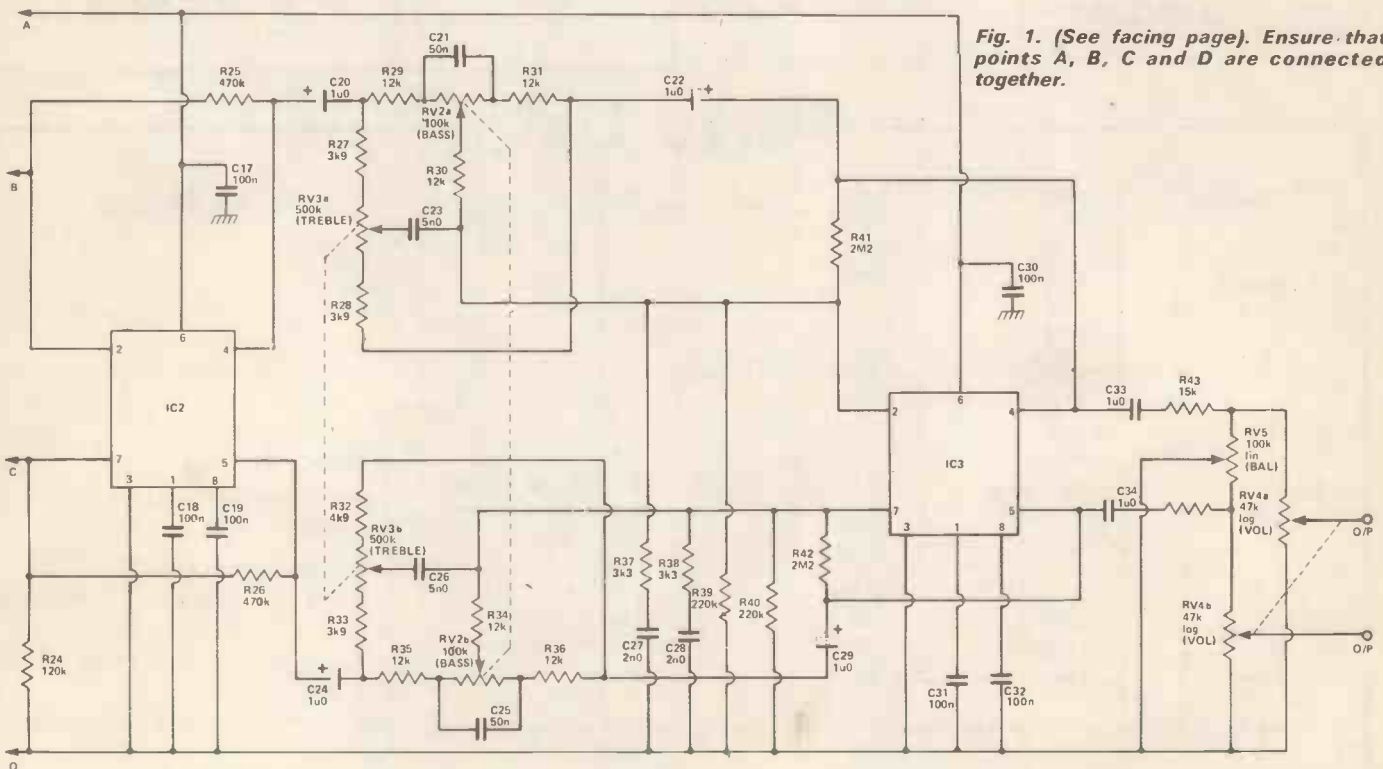 Fig. 1. (See facing page). Ensure that
points A, B, C and D are connected
together.
A
B
C
D
R25
470k
C20
1u0
+
R29
12k
C21
50n
R31
12k
C22
1u0
+
RV2a
100k
(BASS)
R27
3k9
R30
12k
C17
100n
RV3a
500k
(TREBLE)
C23
5n0
R28
3k9
R41
2M2
C30
100n
IC2
2
6
4
7
3
1
8
5
C18
100n
C19
100n
R26
470k
R24
120k
C24
1u0
+
R32
4k9
RV3b
500k
(TREBLE)
C26
5n0
R33
3k9
R34
12k
R35
12k
RV2b
100k
(BASS)
R36
12k
C25
50n
R37
3k3
R38
3k3
R39
220k
R40
220k
C27
2n0
C28
2n0
R42
2M2
C29
1u0
+
IC3
2
6
4
7
3
1
8
5
C31
100n
C32
100n
C33
1u0
R43
15k
C34
1u0
RV5
100k
lin
(BAL)
RV4a
47k
log
(VOL)
RV4b
47k
log
(VOL)
O/P
O/P